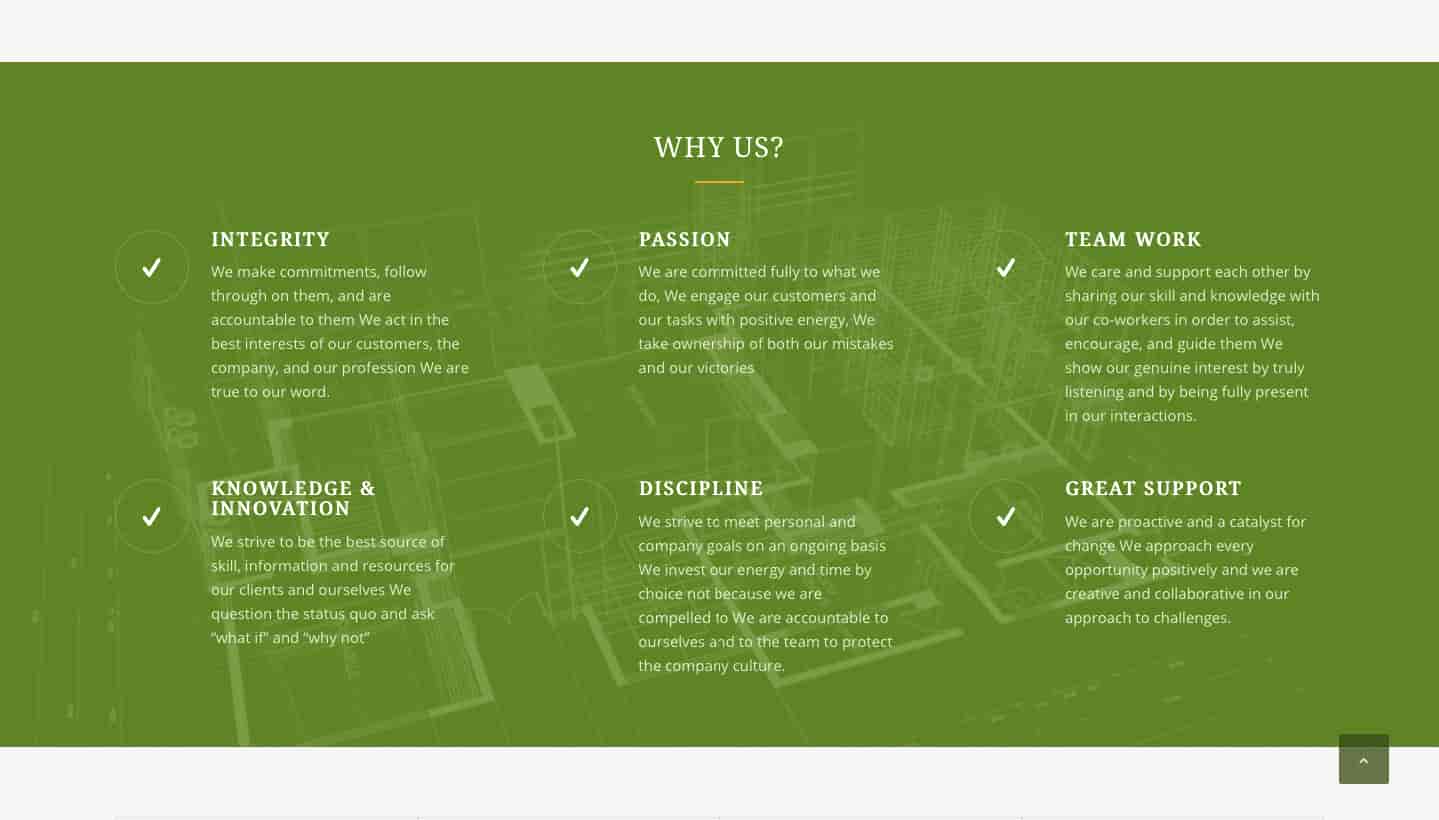 WHY US?
INTEGRITY
We make commitments, follow
through on them, and are
accountable to them We act in the
best interests of our customers, the
company, and our profession We are
true to our word.
PASSION
We are committed fully to what we
do, We engage our customers and
our tasks with positive energy, We
take ownership of both our mistakes
and our victories
TEAM WORK
We care and support each other by
sharing our skill and knowledge with
our co-workers in order to assist,
encourage, and guide them We
show our genuine interest by truly
listening and by being fully present
in our interactions.
KNOWLEDGE &
INNOVATION
We strive to be the best source of
skill, information and resources for
our clients and ourselves We
question the status quo and ask
“what if” and “why not”
DISCIPLINE
We strive to meet personal and
company goals on an ongoing basis
We invest our energy and time by
choice not because we are
compelled to We are accountable to
ourselves and to the team to protect
the company culture.
GREAT SUPPORT
We are proactive and a catalyst for
change We approach every
opportunity positively and we are
creative and collaborative in our
approach to challenges.